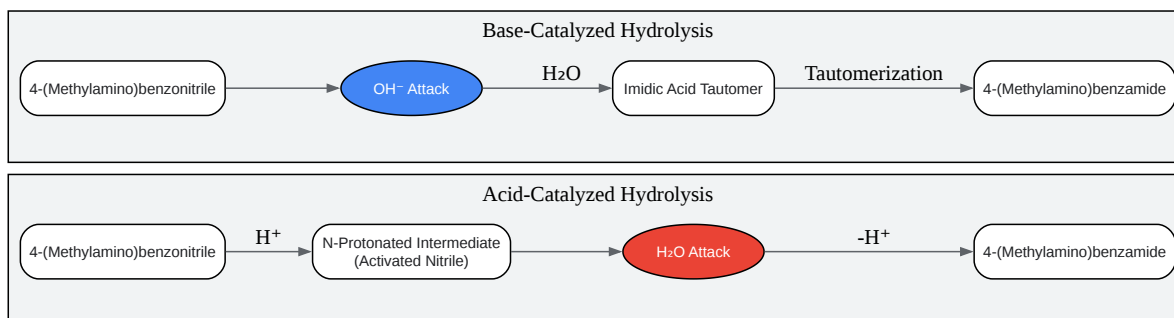 Base-Catalyzed Hydrolysis
4-(Methylamino)benzonitrile
OH⁻ Attack
H₂O
Imidic Acid Tautomer
Tautomerization
4-(Methylamino)benzamide
Acid-Catalyzed Hydrolysis
4-(Methylamino)benzonitrile
H⁺
N-Protonated Intermediate
(Activated Nitrile)
H₂O Attack
-H⁺
4-(Methylamino)benzamide